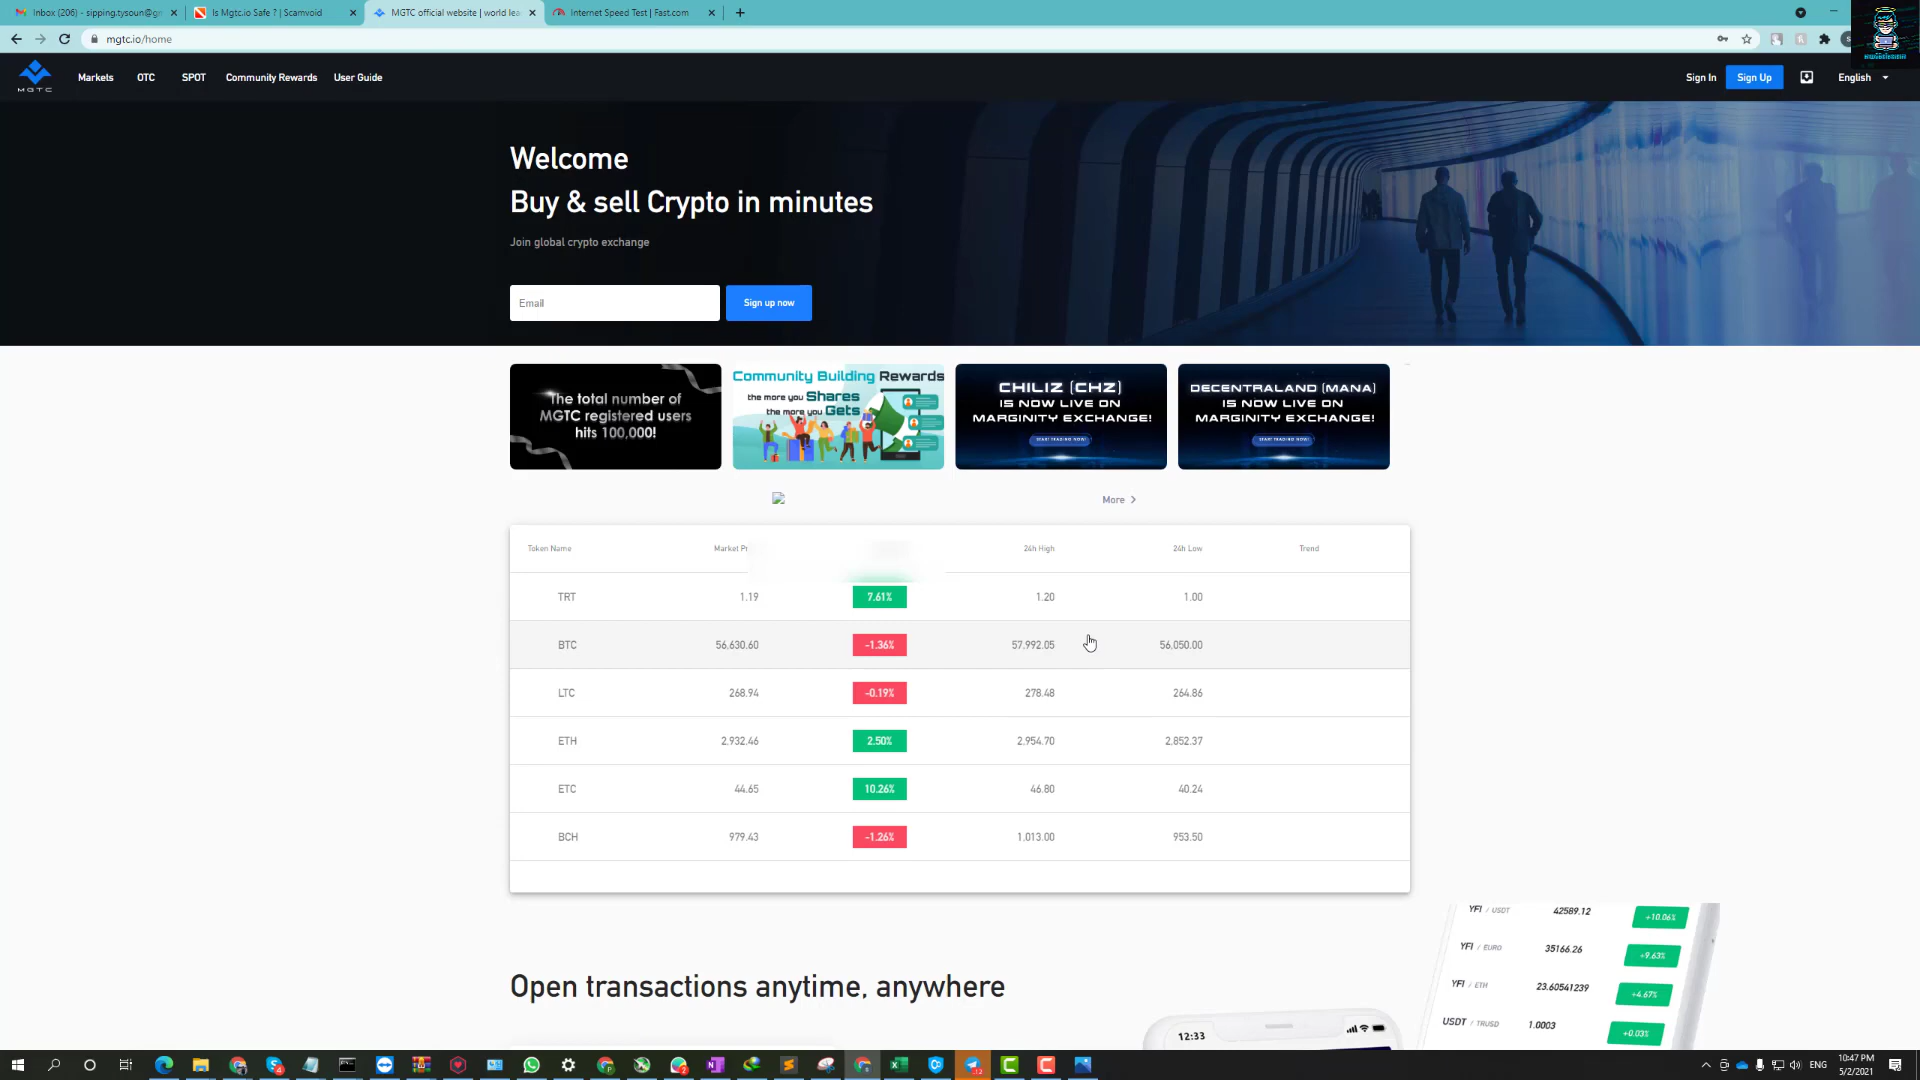 Inbox (206) - sipping.tysoun@gm
Is Mgtc.io Safe ? | Scamvoid
MGTC official website | world lea
Internet Speed Test | Fast.com
mgtc.io/home
MGTC
Markets
OTC
SPOT
Community Rewards
User Guide
Sign In
Sign Up
English
Welcome
Buy & sell Crypto in minutes
Join global crypto exchange
Email
Sign up now
The total number of
MGTC registered users
hits 100,000!
Community Building Rewards
the more you Shares
the more you Gets
CHILIZ (CHZ)
IS NOW LIVE ON
MARGINITY EXCHANGE!
START TRADING NOW!
DECENTRALAND (MANA)
IS NOW LIVE ON
MARGINITY EXCHANGE!
START TRADING NOW!
More
Token Name Market Pr 24h High 24h Low Trend
TRT 1.19 7.61% 1.20 1.00
BTC 56,630.60 -1.36% 57,992.05 56,050.00
LTC 268.94 -0.19% 278.48 264.86
ETH 2,932.46 2.50% 2,954.70 2,852.37
ETC 44.65 10.26% 46.80 40.24
BCH 979.43 -1.26% 1,013.00 953.50
YFI / USDT 42589.12 +10.06%
YFI / EURO 35166.26 +9.63%
YFI / ETH 23.60541239 +4.67%
USDT / TRUSD 1.0003 +0.03%
Open transactions anytime, anywhere
12:33
ENG
10:47 PM
5/2/2021